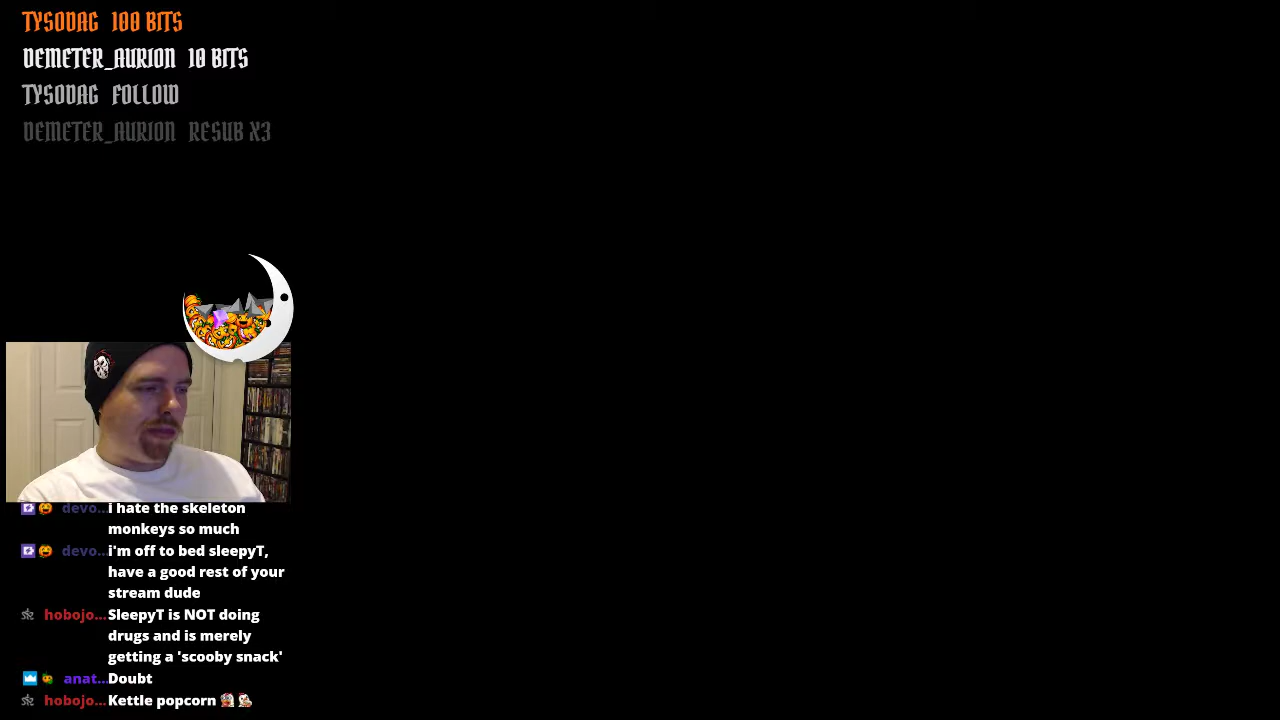 TYSODAG 100 BITS
DEMETER_AURION 10 BITS
TYSODAG FOLLOW
DEMETER_AURION RESUB X3
devo... i hate the skeleton
monkeys so much
devo... i'm off to bed sleepyT,
have a good rest of your
stream dude
hobojo... SleepyT is NOT doing
drugs and is merely
getting a 'scooby snack'
anat... Doubt
hobojo... Kettle popcorn